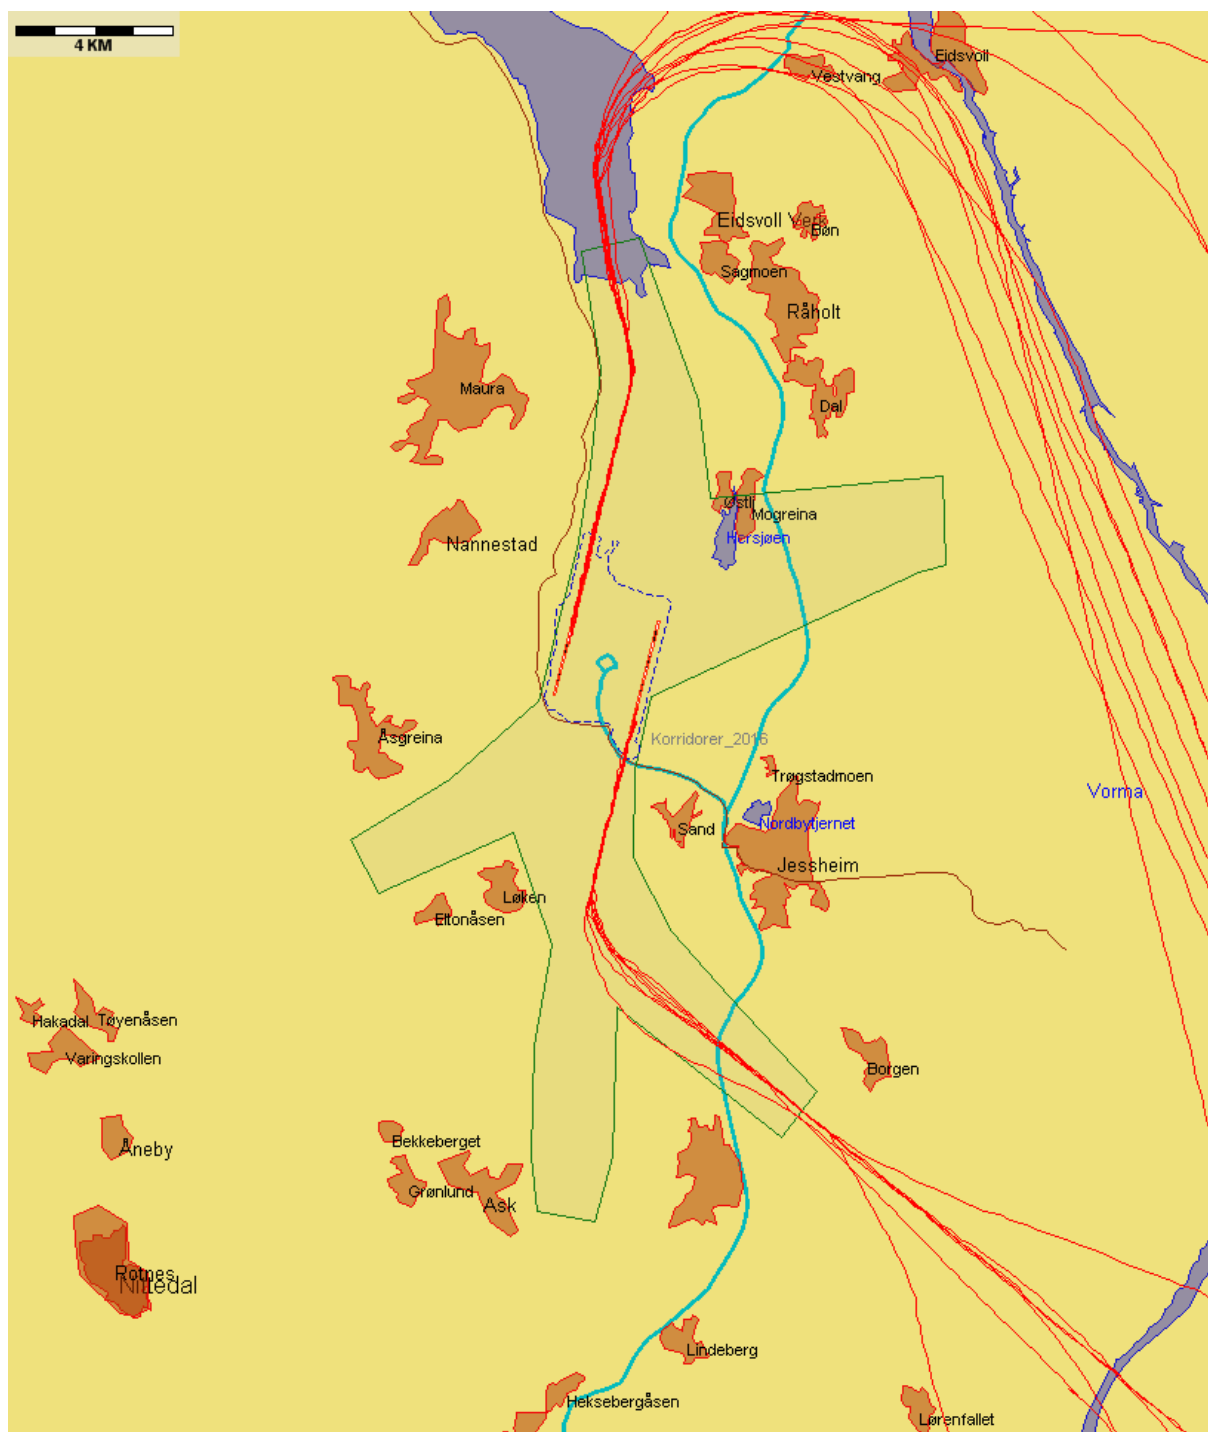 4 KM
Eidsvoll
Vestvang
Eidsvoll Verk
Bøn
Sagmoen
Råholt
Maura
Dal
Østli
Mogreina
Hersjøen
Nannestad
Åsgreina
Korridorer_2016
Trøgstadmoen
Vorma
Sand
Nordbytjernet
Jessheim
Løken
Eltonåsen
Hakadal
Tøyenåsen
Varingskollen
Borgen
Åneby
Bekkeberget
Grønlund
Ask
Rotnes
Nittedal
Lindeberg
Heksebergåsen
Lørenfallet